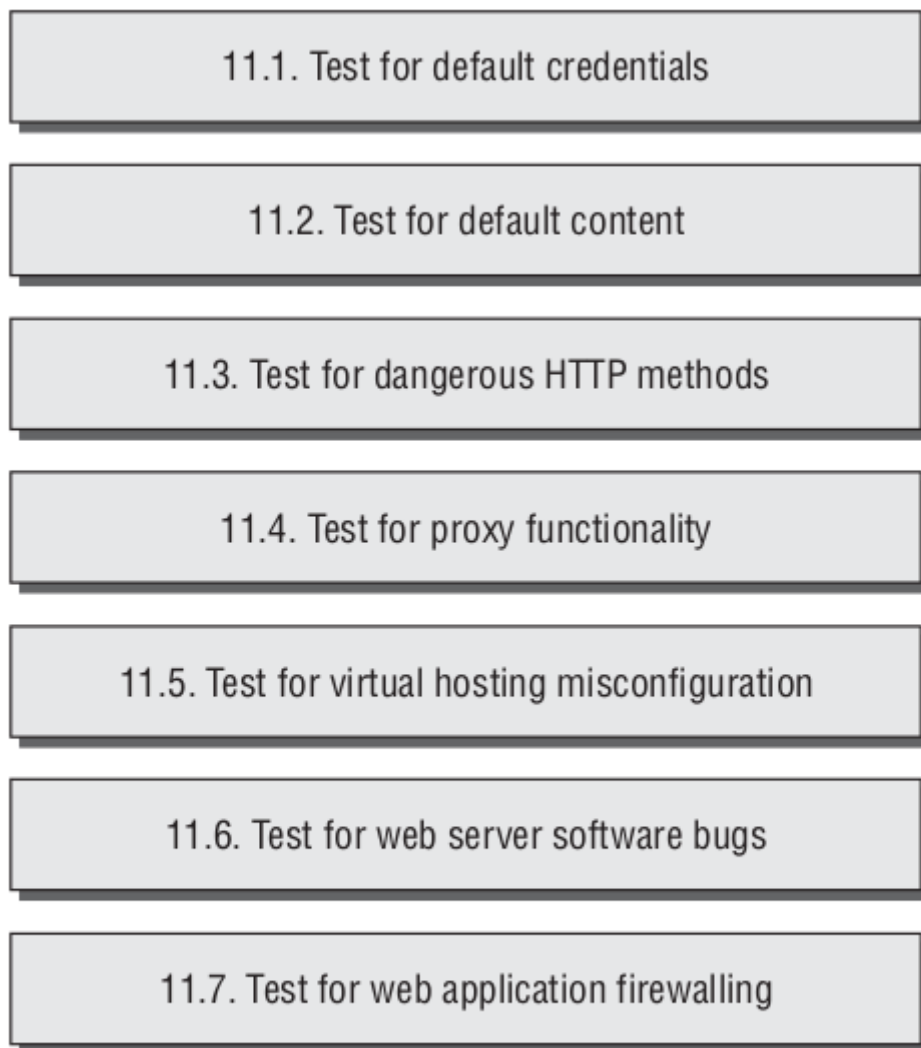 11.1. Test for default credentials
11.2. Test for default content
11.3. Test for dangerous HTTP methods
11.4. Test for proxy functionality
11.5. Test for virtual hosting misconfiguration
11.6. Test for web server software bugs
11.7. Test for web application firewalling